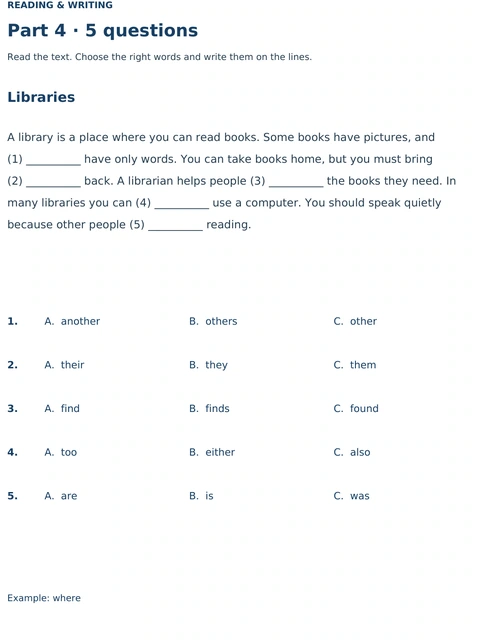 READING & WRITING
Part 4 · 5 questions
Read the text. Choose the right words and write them on the lines.
Libraries
A library is a place where you can read books. Some books have pictures, and
(1) __________ have only words. You can take books home, but you must bring
(2) __________ back. A librarian helps people (3) __________ the books they need. In
many libraries you can (4) __________ use a computer. You should speak quietly
because other people (5) __________ reading.
1. A. another B. others C. other
2. A. their B. they C. them
3. A. find B. finds C. found
4. A. too B. either C. also
5. A. are B. is C. was
Example: where